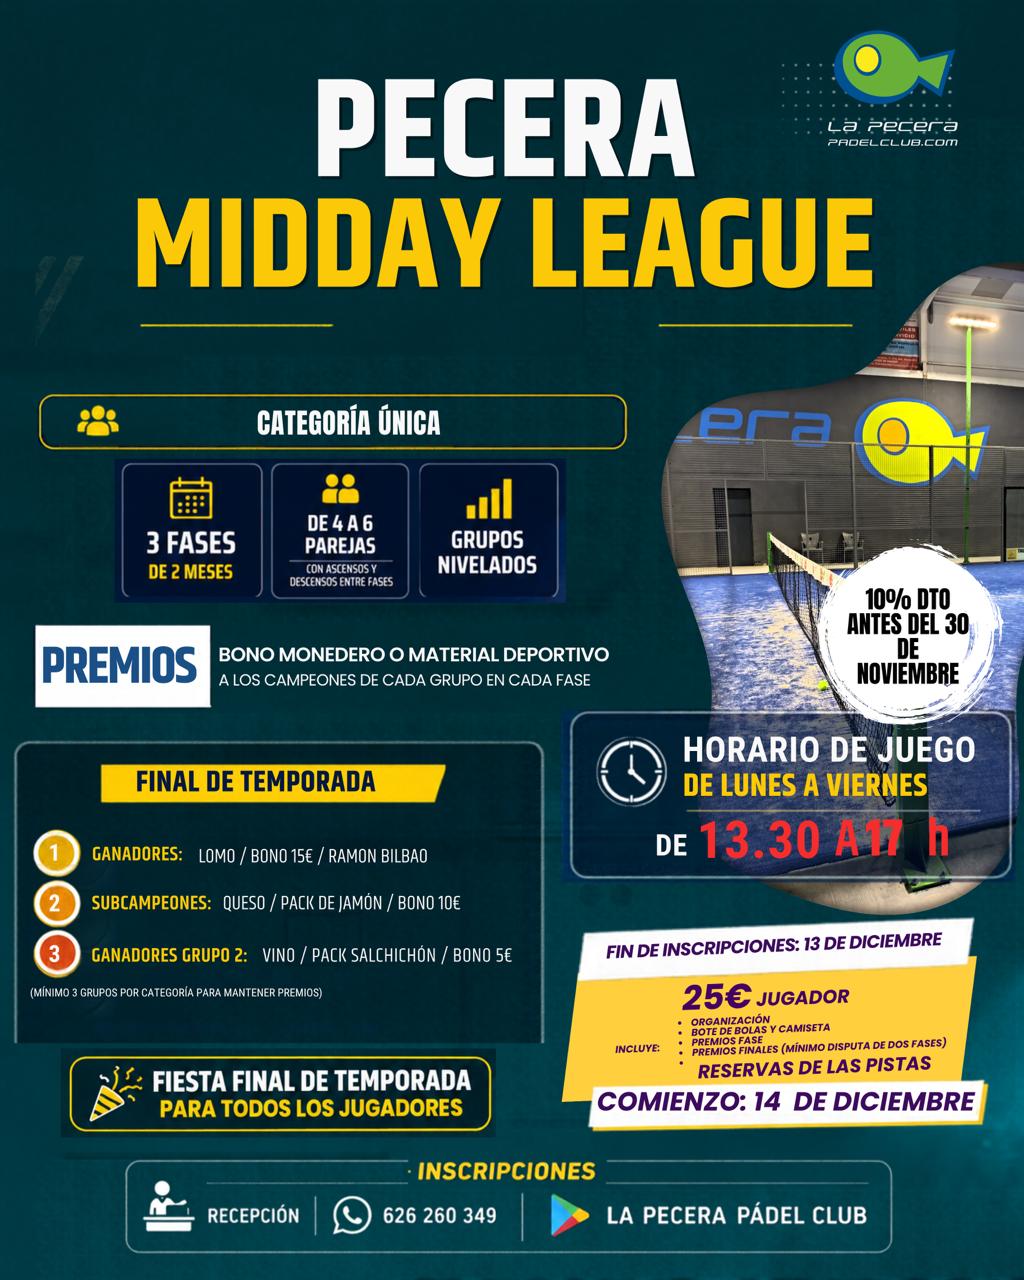 La Pecera
PADELCLUB.COM
PECERA
MIDDAY LEAGUE
CATEGORÍA ÚNICA
3 FASES
DE 2 MESES
DE 4 A 6
PAREJAS
CON ASCENSOS Y
DESCENSOS ENTRE FASES
GRUPOS
NIVELADOS
era
10% DTO
ANTES DEL 30
DE
NOVIEMBRE
PREMIOS
BONO MONEDERO O MATERIAL DEPORTIVO
A LOS CAMPEONES DE CADA GRUPO EN CADA FASE
HORARIO DE JUEGO
DE LUNES A VIERNES
DE 13.30 A 17 h
FINAL DE TEMPORADA
1 GANADORES: LOMO / BONO 15€ / RAMON BILBAO
2 SUBCAMPEONES: QUESO / PACK DE JAMÓN / BONO 10€
3 GANADORES GRUPO 2: VINO / PACK SALCHICHÓN / BONO 5€
(MÍNIMO 3 GRUPOS POR CATEGORÍA PARA MANTENER PREMIOS)
FIN DE INSCRIPCIONES: 13 DE DICIEMBRE
25€ JUGADOR
INCLUYE:
• ORGANIZACIÓN
• BOTE DE BOLAS Y CAMISETA
• PREMIOS FASE
• PREMIOS FINALES (MÍNIMO DISPUTA DE DOS FASES)
• RESERVAS DE LAS PISTAS
COMIENZO: 14 DE DICIEMBRE
FIESTA FINAL DE TEMPORADA
PARA TODOS LOS JUGADORES
· INSCRIPCIONES
RECEPCIÓN
626 260 349
LA PECERA PÁDEL CLUB